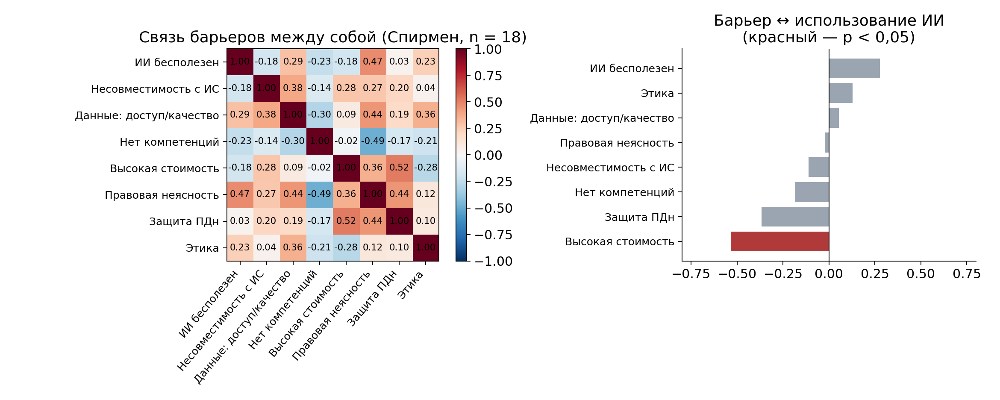 Связь барьеров между собой (Спирмен, n = 18)
ИИ бесполезен 1.00 -0.18 0.29 -0.23 -0.18 0.47 0.03 0.23
Несовместимость с ИС -0.18 1.00 0.38 -0.14 0.28 0.27 0.20 0.04
Данные: доступ/качество 0.29 0.38 1.00 -0.30 0.09 0.44 0.19 0.36
Нет компетенций -0.23 -0.14 -0.30 1.00 -0.02 -0.49 -0.17 -0.21
Высокая стоимость -0.18 0.28 0.09 -0.02 1.00 0.36 0.52 -0.28
Правовая неясность 0.47 0.27 0.44 -0.49 0.36 1.00 0.44 0.12
Защита ПДн 0.03 0.20 0.19 -0.17 0.52 0.44 1.00 0.10
Этика 0.23 0.04 0.36 -0.21 -0.28 0.12 0.10 1.00
ИИ бесполезен
Несовместимость с ИС
Данные: доступ/качество
Нет компетенций
Высокая стоимость
Правовая неясность
Защита ПДн
Этика
1.00
0.75
0.50
0.25
0.00
−0.25
−0.50
−0.75
−1.00
Барьер ↔ использование ИИ
(красный — p < 0,05)
ИИ бесполезен
Этика
Данные: доступ/качество
Правовая неясность
Несовместимость с ИС
Нет компетенций
Защита ПДн
Высокая стоимость
−0.75 −0.50 −0.25 0.00 0.25 0.50 0.75